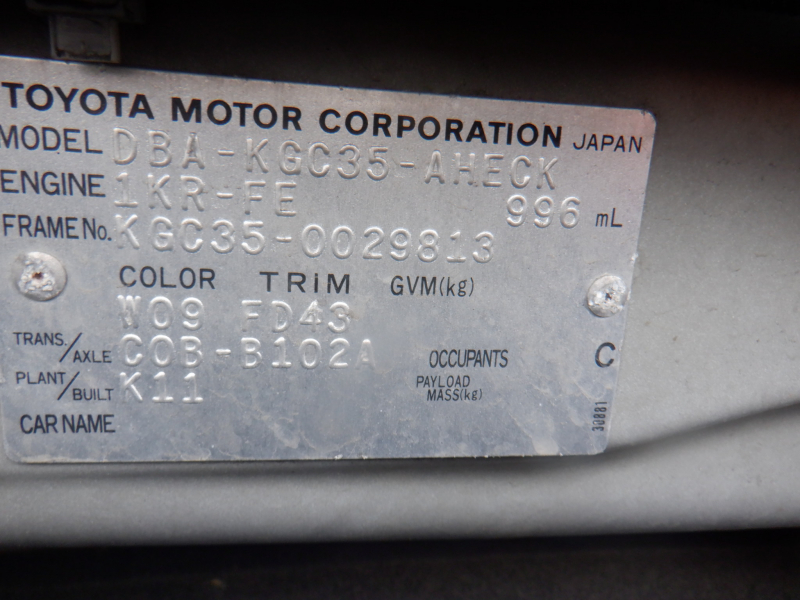 TOYOTA MOTOR CORPORATION JAPAN
MODEL DBA-KGC35-AHECK
ENGINE 1KR-FE 996 mL
FRAME No. KGC35-0029813
COLOR TRIM GVM(kg)
W09 FD43
TRANS./AXLE C0B-B102A OCCUPANTS C
PLANT/BUILT K11 PAYLOAD MASS(kg)
CAR NAME
30881